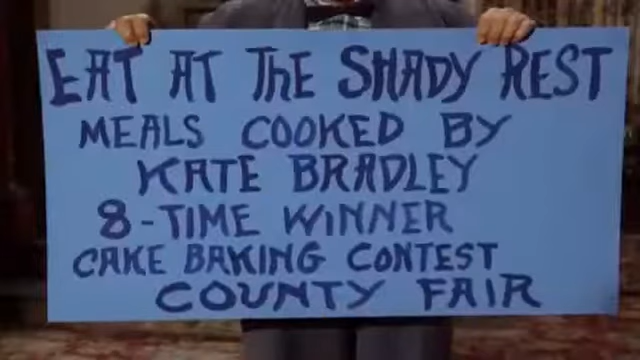 EAT AT THE SHADY REST
MEALS COOKED BY
KATE BRADLEY
8-TIME WINNER
CAKE BAKING CONTEST
COUNTY FAIR